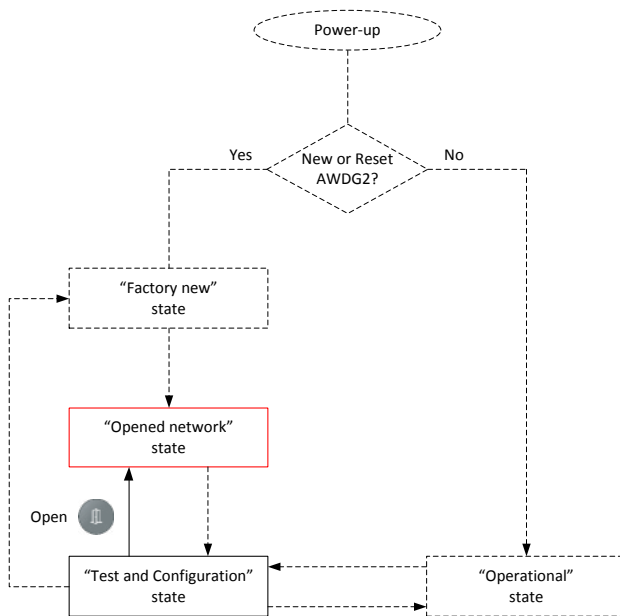 Power-up
Yes
New or Reset
AWDG2?
No
“Factory new”
state
“Opened network”
state
Open
“Test and Configuration”
state
“Operational”
state